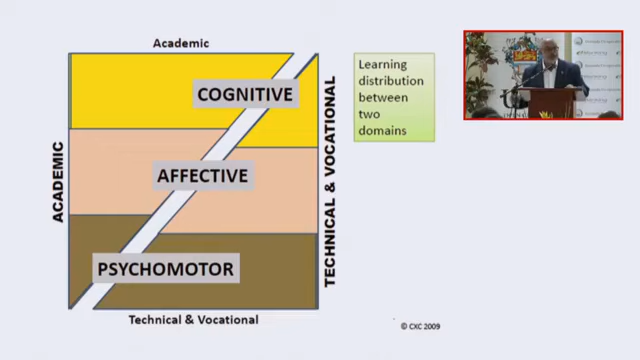 Academic
COGNITIVE
AFFECTIVE
PSYCHOMOTOR
ACADEMIC
TECHNICAL & VOCATIONAL
Technical & Vocational
Learning
distribution
between
two
domains
© CXC 2009